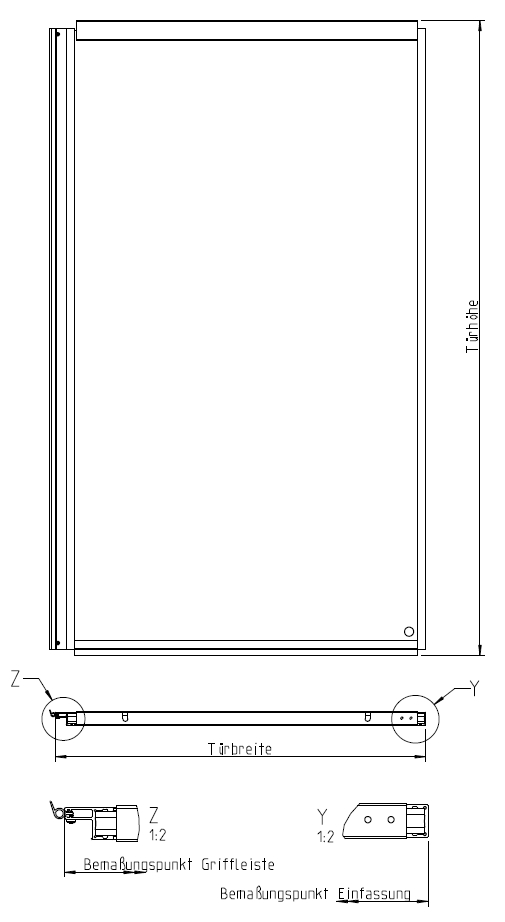 Türhöhe
Z
Y
Türbreite
Z
1:2
Y
1:2
Bemaßungspunkt Griffleiste
Bemaßungspunkt Einfassung